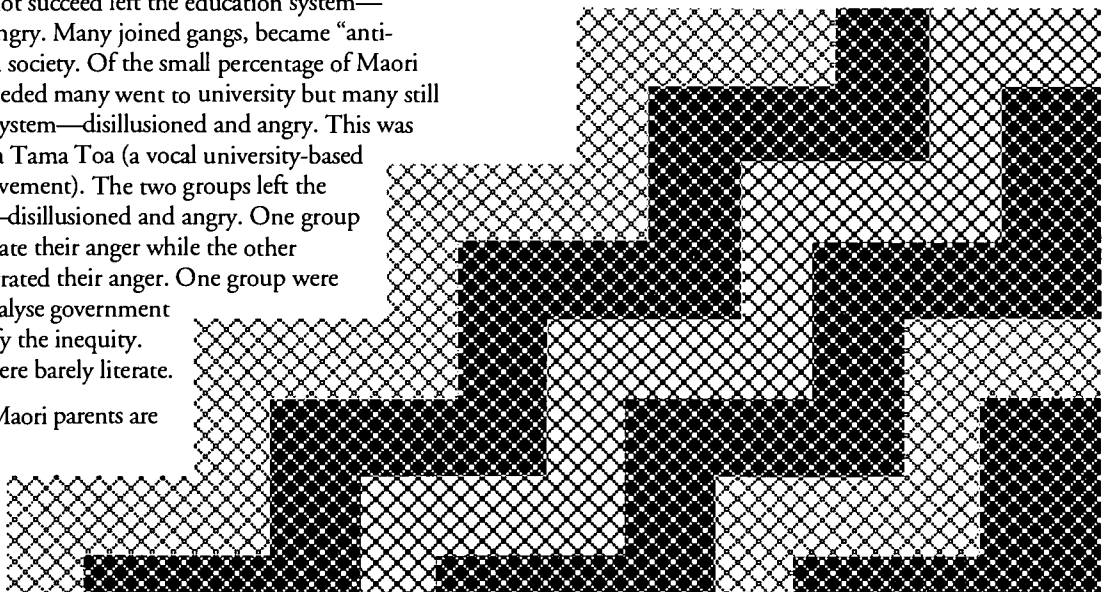 ot succeed left the education system—
ngry. Many joined gangs, became “anti-
society. Of the small percentage of Maori
eded many went to university but many still
ystem—disillusioned and angry. This was
a Tama Toa (a vocal university-based
vement). The two groups left the
–disillusioned and angry. One group
ate their anger while the other
rated their anger. One group were
alyse government
fy the inequity.
ere barely literate.
Maori parents are